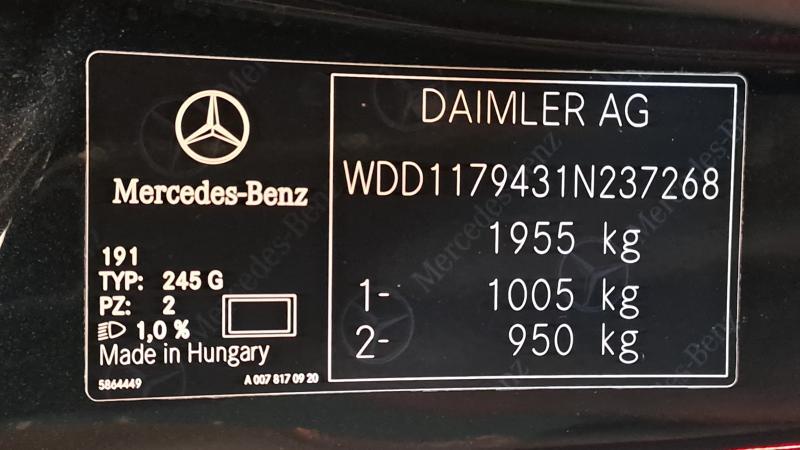 Mercedes-Benz
191
TYP: 245 G
PZ: 2
1,0 %
Made in Hungary
5864449
A 007 817 09 20
DAIMLER AG
WDD1179431N237268
1955 kg
1- 1005 kg
2- 950 kg